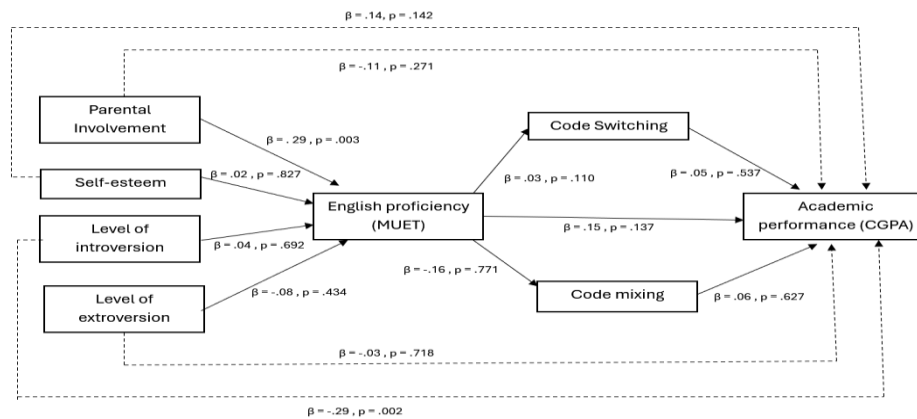 β = .14, p = .142
β = -.11 , p = .271
Parental
Involvement
β = .29 , p = .003
Code Switching
Self-esteem
β = .02 , p = .827
β = .03 , p = .110
β = .05 , p = .537
English proficiency
(MUET)
Academic
performance (CGPA)
Level of
introversion
β = .04 , p = .692
β = .15 , p = .137
β = -.16 , p = .771
Level of
extroversion
β = -.08 , p = .434
Code mixing
β = .06 , p = .627
β = -.03 , p = .718
β = -.29 , p = .002